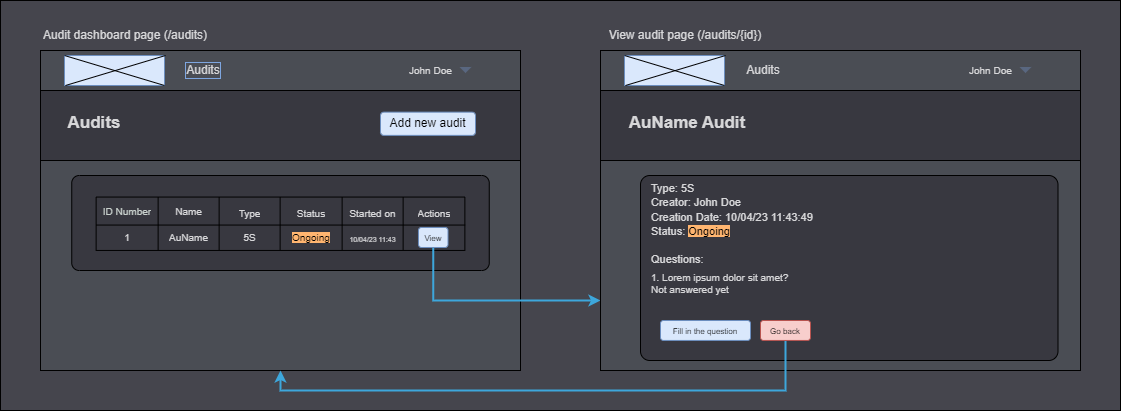 Audit dashboard page (/audits)
Audits
John Doe
Audits
Add new audit
ID Number Name Type Status Started on Actions
1 AuName 5S Ongoing 10/04/23 11:43 View
View audit page (/audits/{id})
Audits
John Doe
AuName Audit
Type: 5S
Creator: John Doe
Creation Date: 10/04/23 11:43:49
Status: Ongoing
Questions:
1. Lorem ipsum dolor sit amet?
Not answered yet
Fill in the question
Go back